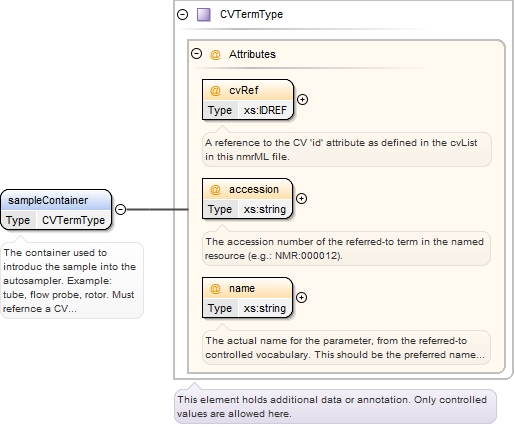 CVTermType
@ Attributes
@ cvRef
Type xs:IDREF
A reference to the CV 'id' attribute as defined in the cvList
in this nmrML file.
@ accession
Type xs:string
The accession number of the referred-to term in the named
resource (e.g.: NMR:000012).
@ name
Type xs:string
The actual name for the parameter, from the referred-to
controlled vocabulary. This should be the preferred name...
sampleContainer
Type CVTermType
The container used to
introduc the sample into the
autosampler. Example:
tube, flow probe, rotor. Must
refernce a CV...
This element holds additional data or annotation. Only controlled
values are allowed here.